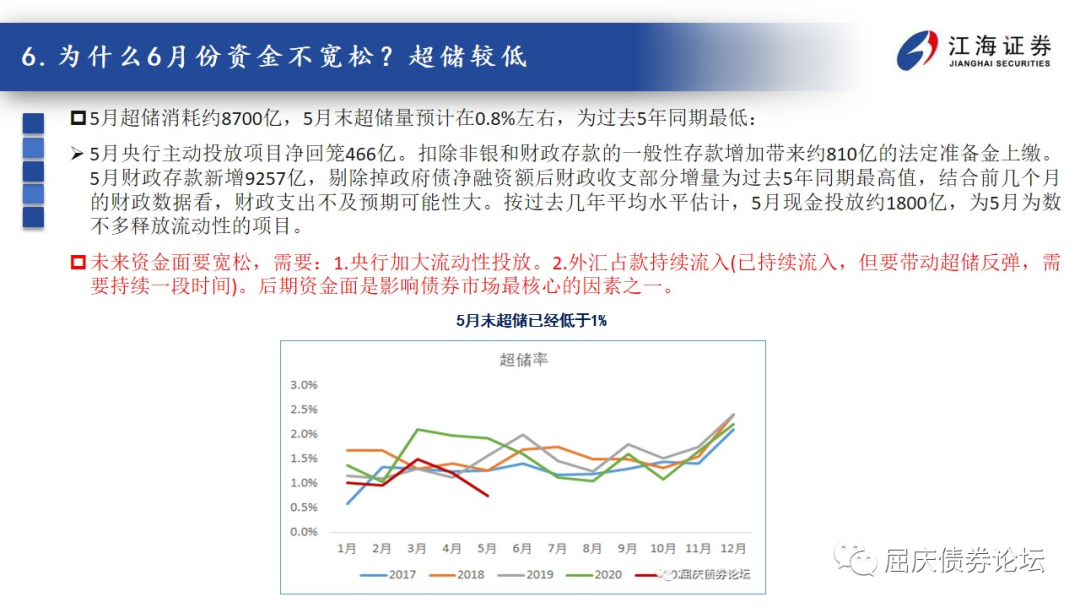 6. 为什么6月份资金不宽松？超储较低
江海证券
JIANGHAI SECURITIES
5月超储消耗约8700亿，5月末超储量预计在0.8%左右，为过去5年同期最低：
5月央行主动投放项目净回笼466亿。扣除非银和财政存款的一般性存款增加带来约810亿的法定准备金上缴。
5月财政存款新增9257亿，剔除掉政府债净融资额后财政收支部分增量为过去5年同期最高值，结合前几个月
的财政数据看，财政支出不及预期可能性大。按过去几年平均水平估计，5月现金投放约1800亿，为5月为数
不多释放流动性的项目。
未来资金面要宽松，需要：1.央行加大流动性投放。2.外汇占款持续流入(已持续流入，但要带动超储反弹，需
要持续一段时间)。后期资金面是影响债券市场最核心的因素之一。
5月末超储已经低于1%
超储率
3.0%
2.5%
2.0%
1.5%
1.0%
0.5%
0.0%
1月 2月 3月 4月 5月 6月 7月 8月 9月 10月 11月 12月
2017 2018 2019 2020 屈庆债券论坛
屈庆债券论坛